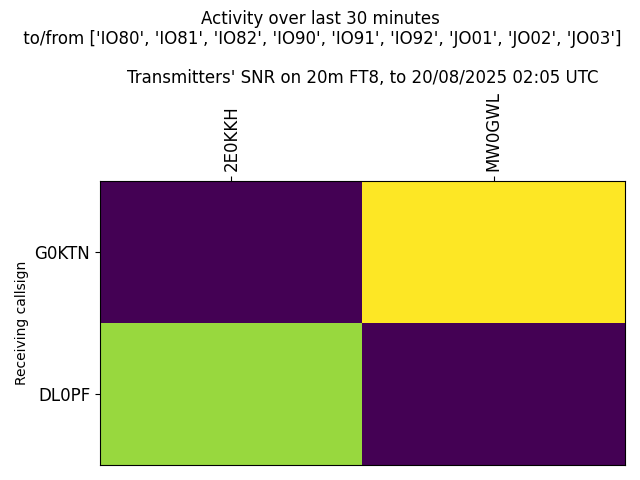 Activity over last 30 minutes
to/from ['IO80', 'IO81', 'IO82', 'IO90', 'IO91', 'IO92', 'JO01', 'JO02', 'JO03']
Transmitters' SNR on 20m FT8, to 20/08/2025 02:05 UTC
2E0KKH
MW0GWL
G0KTN
DL0PF
Receiving callsign